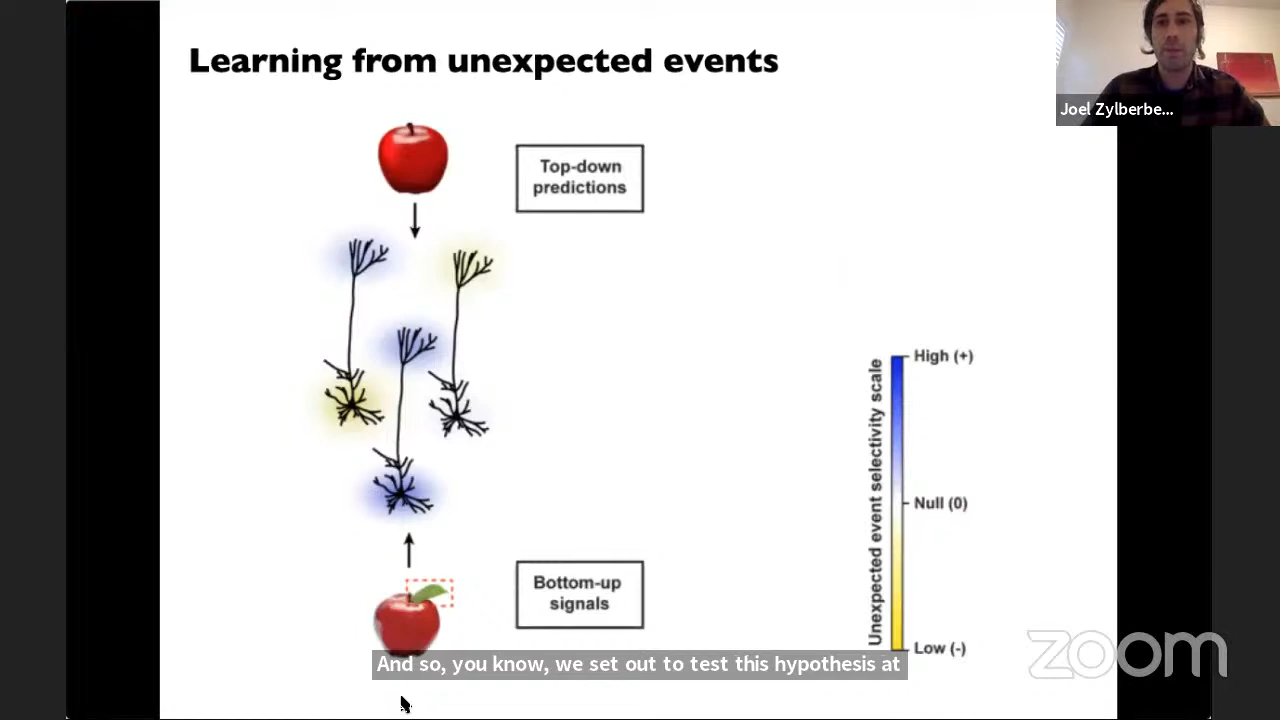 Learning from unexpected events
Joel Zylberbe...
Top-down
predictions
High (+)
Unexpected event selectivity scale
Null (0)
Bottom-up
signals
Low (-)
zoom
And so, you know, we set out to test this hypothesis at